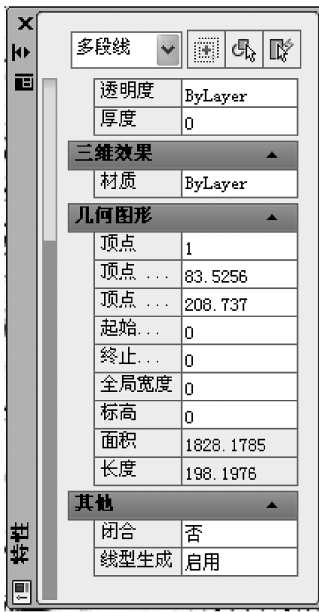 多段线
透明度 ByLayer
厚度 0
三维效果
材质 ByLayer
几何图形
顶点 1
顶点 ... 83.5256
顶点 ... 208.737
起始... 0
终止... 0
全局宽度 0
标高 0
面积 1828.1785
长度 198.1976
其他
闭合 否
线型生成 启用
特性